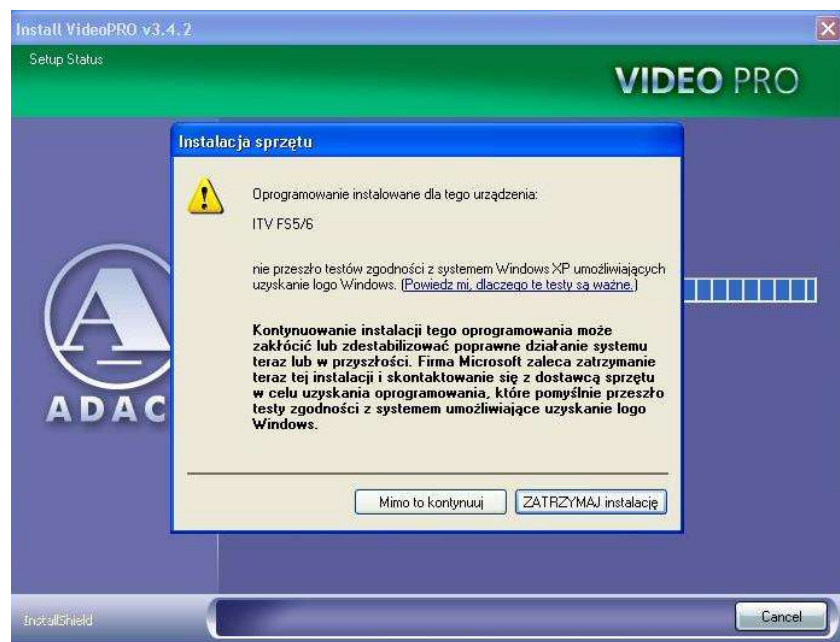 Install VideoPRO v3.4.2
Setup Status
VIDEO PRO
Instalacja sprzętu
Oprogramowanie instalowane dla tego urządzenia:
ITV FS5/6
nie przeszło testów zgodności z systemem Windows XP umożliwiających
uzyskanie logo Windows. (Powiedz mi, dlaczego te testy są ważne.)
Kontynuowanie instalacji tego oprogramowania może
zakłócić lub zdestabilizować poprawne działanie systemu
teraz lub w przyszłości. Firma Microsoft zaleca zatrzymanie
teraz tej instalacji i skontaktowanie się z dostawcą sprzętu
w celu uzyskania oprogramowania, które pomyślnie przeszło
testy zgodności z systemem umożliwiające uzyskanie logo
Windows.
ADAC
Mimo to kontynuuj
ZATRZYMAJ instalację
InstallShield
Cancel